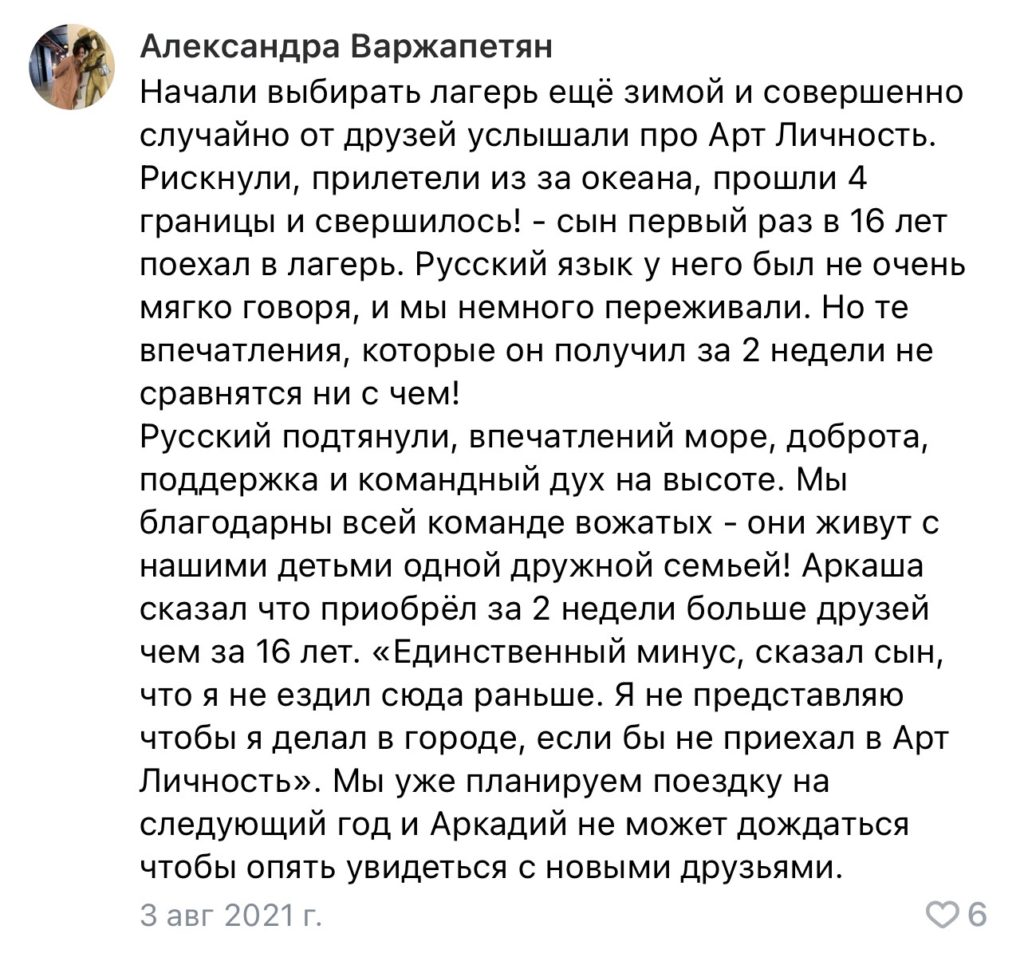 Александра Варжапетян
Начали выбирать лагерь ещё зимой и совершенно
случайно от друзей услышали про Арт Личность.
Рискнули, прилетели из за океана, прошли 4
границы и свершилось! - сын первый раз в 16 лет
поехал в лагерь. Русский язык у него был не очень
мягко говоря, и мы немного переживали. Но те
впечатления, которые он получил за 2 недели не
сравнятся ни с чем!
Русский подтянули, впечатлений море, доброта,
поддержка и командный дух на высоте. Мы
благодарны всей команде вожатых - они живут с
нашими детьми одной дружной семьей! Аркаша
сказал что приобрёл за 2 недели больше друзей
чем за 16 лет. «Единственный минус, сказал сын,
что я не ездил сюда раньше. Я не представляю
чтобы я делал в городе, если бы не приехал в Арт
Личность». Мы уже планируем поездку на
следующий год и Аркадий не может дождаться
чтобы опять увидеться с новыми друзьями.
3 авг 2021 г.
6